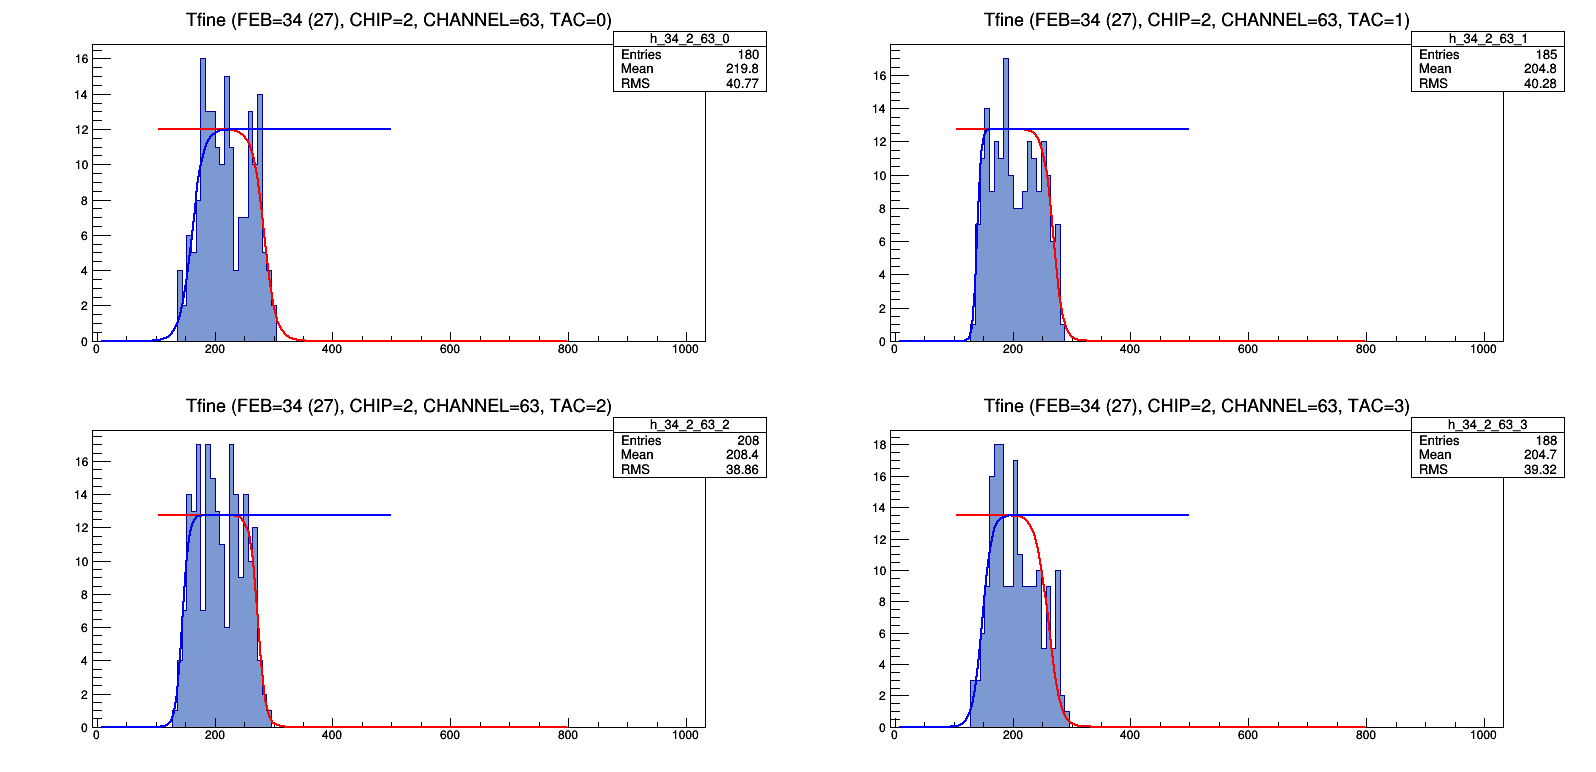 Tfine (FEB=34 (27), CHIP=2, CHANNEL=63, TAC=0)
h_34_2_63_0
Entries 180
Mean 219.8
RMS 40.77
16
14
12
10
8
6
4
2
0
0 200 400 600 800 1000
Tfine (FEB=34 (27), CHIP=2, CHANNEL=63, TAC=1)
h_34_2_63_1
Entries 185
Mean 204.8
RMS 40.28
16
14
12
10
8
6
4
2
0
0 200 400 600 800 1000
Tfine (FEB=34 (27), CHIP=2, CHANNEL=63, TAC=2)
h_34_2_63_2
Entries 208
Mean 208.4
RMS 38.86
16
14
12
10
8
6
4
2
0
0 200 400 600 800 1000
Tfine (FEB=34 (27), CHIP=2, CHANNEL=63, TAC=3)
h_34_2_63_3
Entries 188
Mean 204.7
RMS 39.32
18
16
14
12
10
8
6
4
2
0
0 200 400 600 800 1000